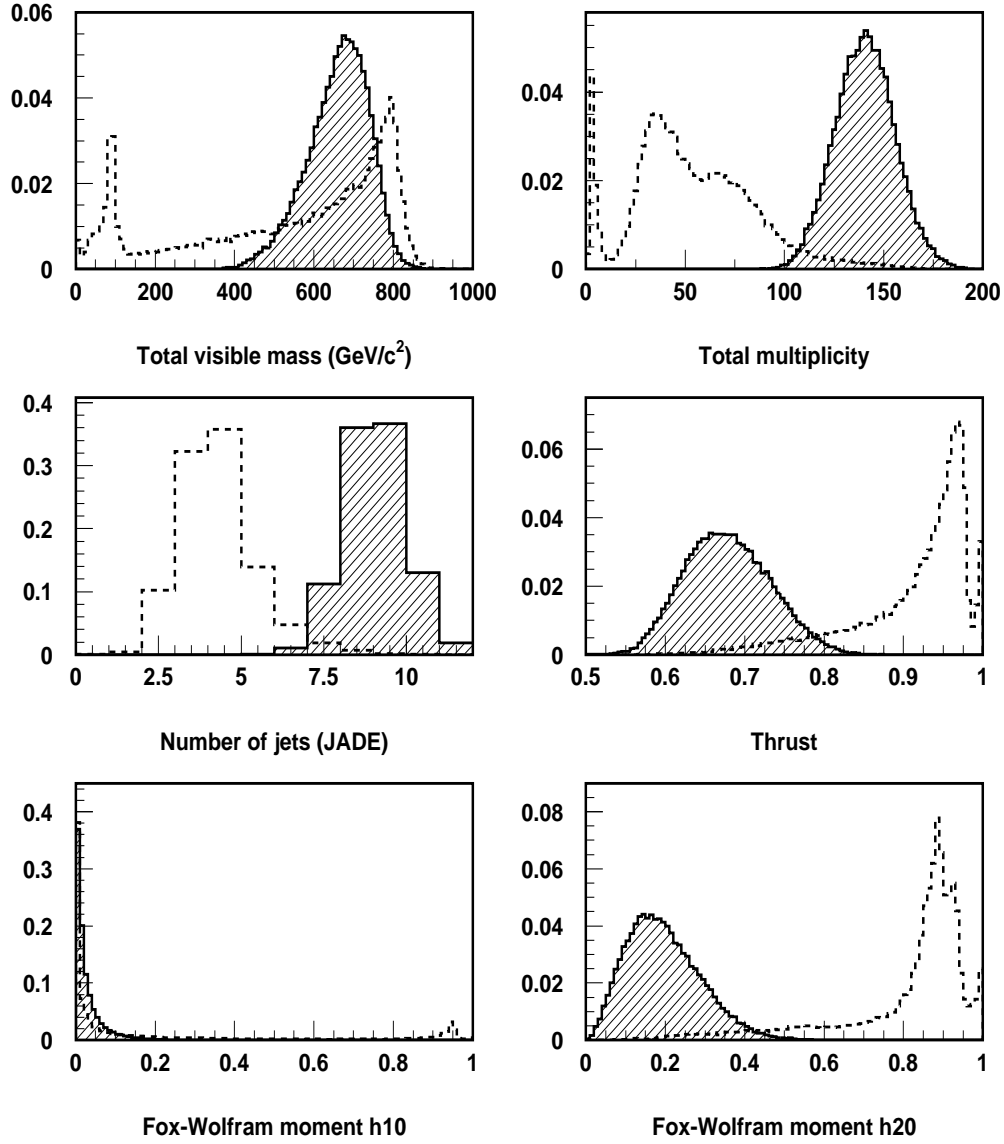 0.06
0.04
0.02
0
0 200 400 600 800 1000
Total visible mass (GeV/c²)
0.04
0.02
0
0 50 100 150 200
Total multiplicity
0.4
0.3
0.2
0.1
0
0 2.5 5 7.5 10
Number of jets (JADE)
0.06
0.04
0.02
0
0.5 0.6 0.7 0.8 0.9 1
Thrust
0.4
0.3
0.2
0.1
0
0 0.2 0.4 0.6 0.8 1
Fox-Wolfram moment h10
0.08
0.06
0.04
0.02
0
0 0.2 0.4 0.6 0.8 1
Fox-Wolfram moment h20